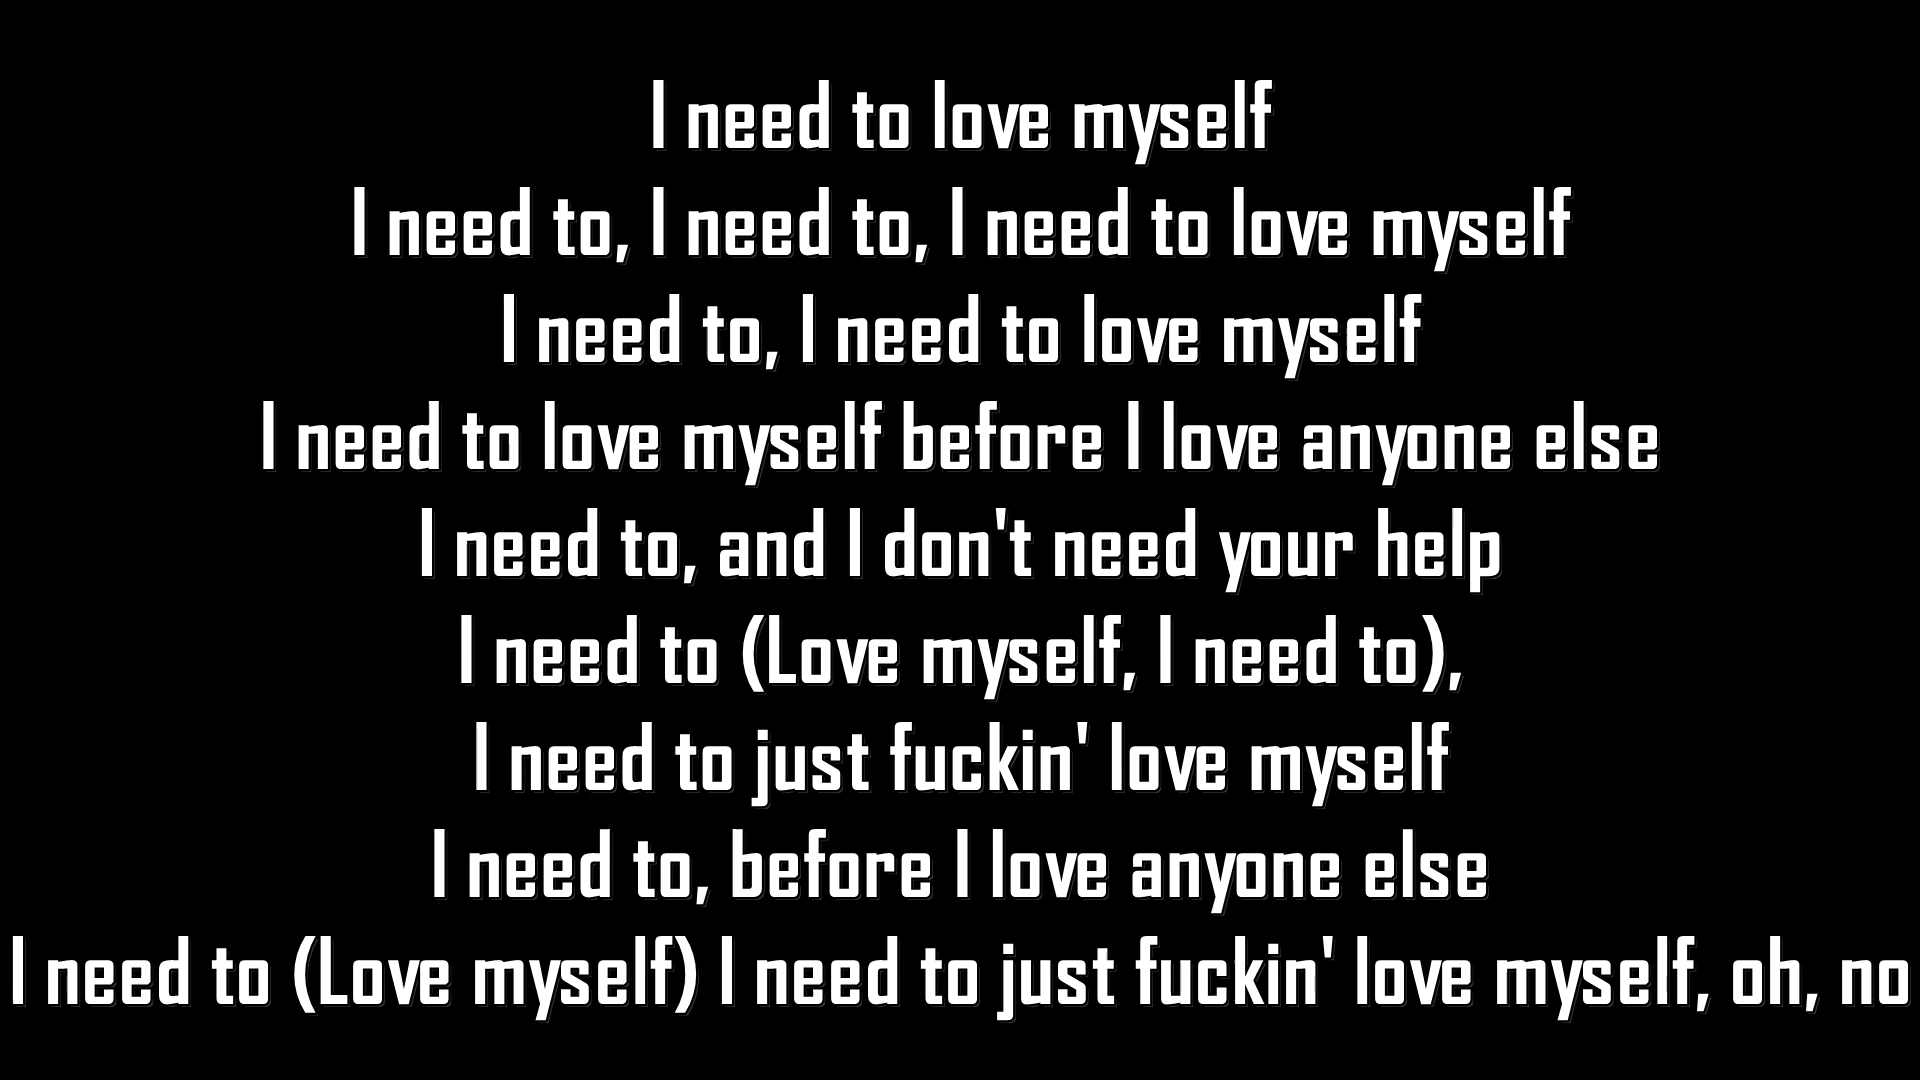 I need to love myself
I need to, I need to, I need to love myself
I need to, I need to love myself
I need to love myself before I love anyone else
I need to, and I don't need your help
I need to (Love myself, I need to),
I need to just fuckin' love myself
I need to, before I love anyone else
I need to (Love myself) I need to just fuckin' love myself, oh, no